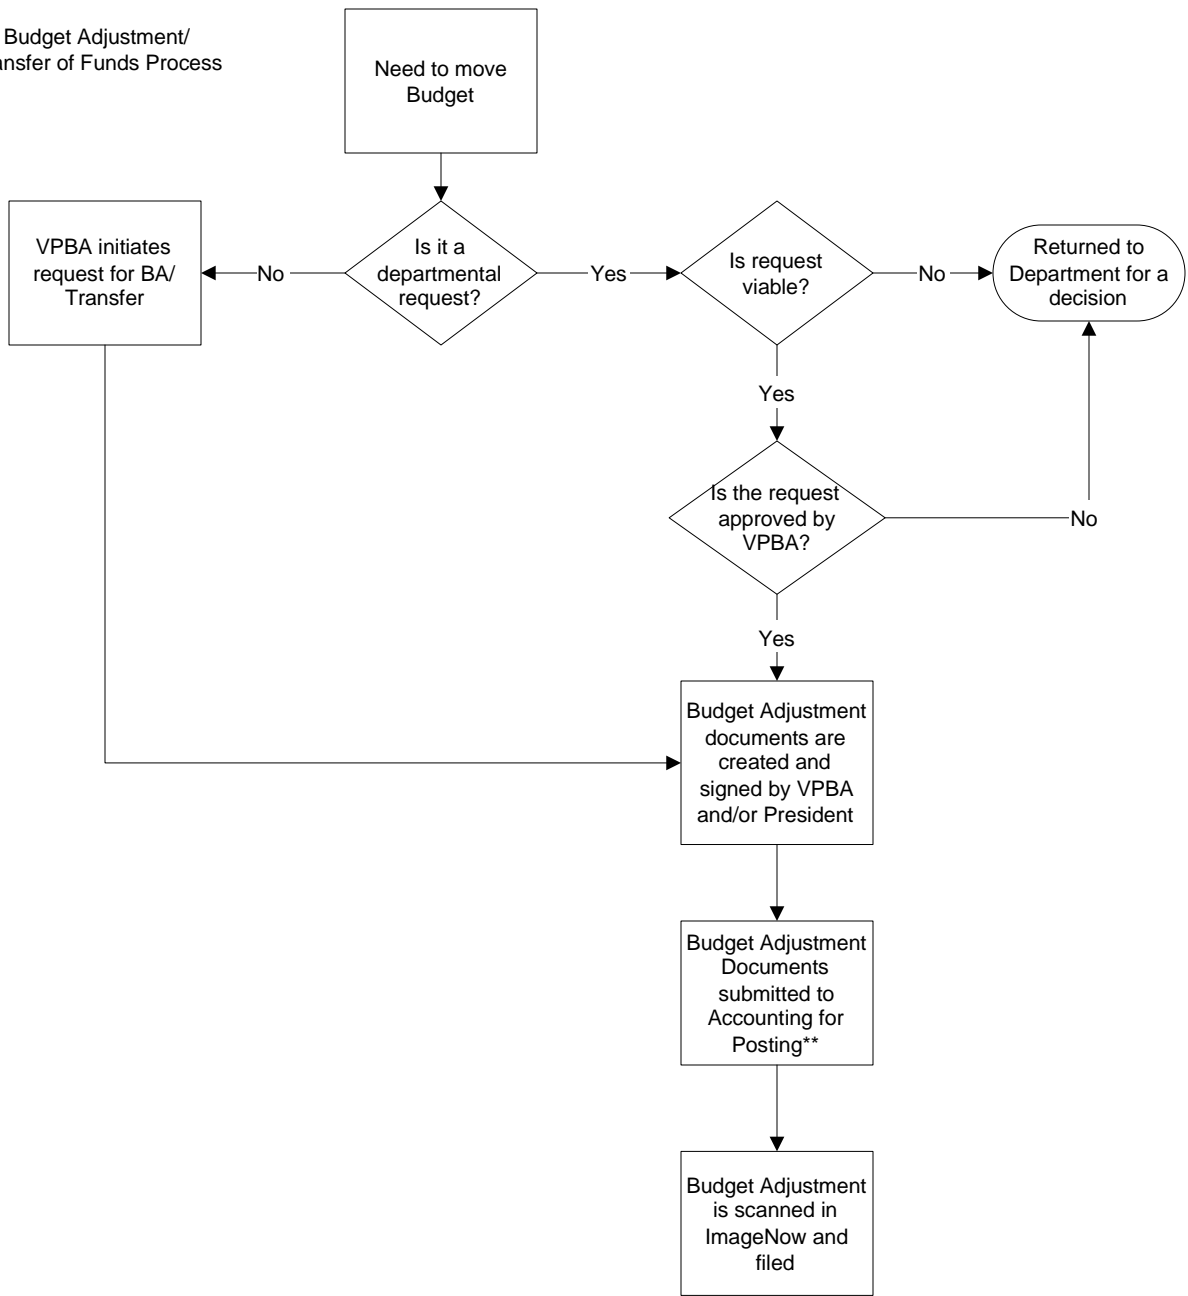 Budget Adjustment/
ansfer of Funds Process
Need to move
Budget
VPBA initiates
request for BA/
Transfer
No
Is it a
departmental
request?
Yes
Is request
viable?
No
Returned to
Department for a
decision
Yes
Is the request
approved by
VPBA?
No
Yes
Budget Adjustment
documents are
created and
signed by VPBA
and/or President
Budget Adjustment
Documents
submitted to
Accounting for
Posting**
Budget Adjustment
is scanned in
ImageNow and
filed